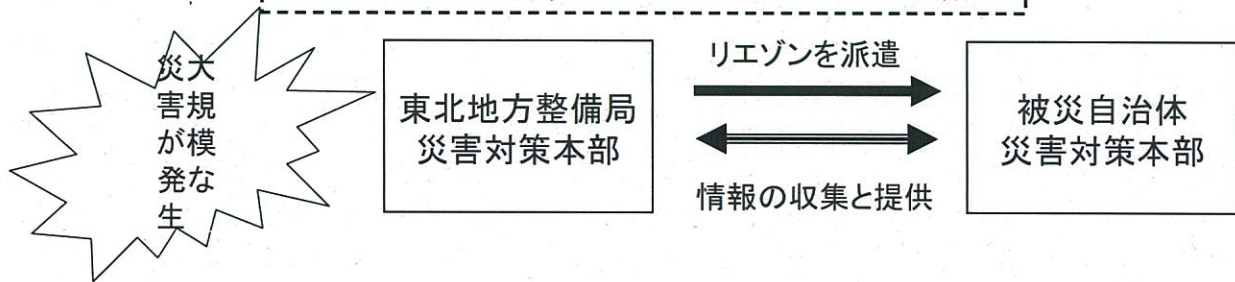 大規模な
災害が発生
東北地方整備局
災害対策本部
リエゾンを派遣
情報の収集と提供
被災自治体
災害対策本部